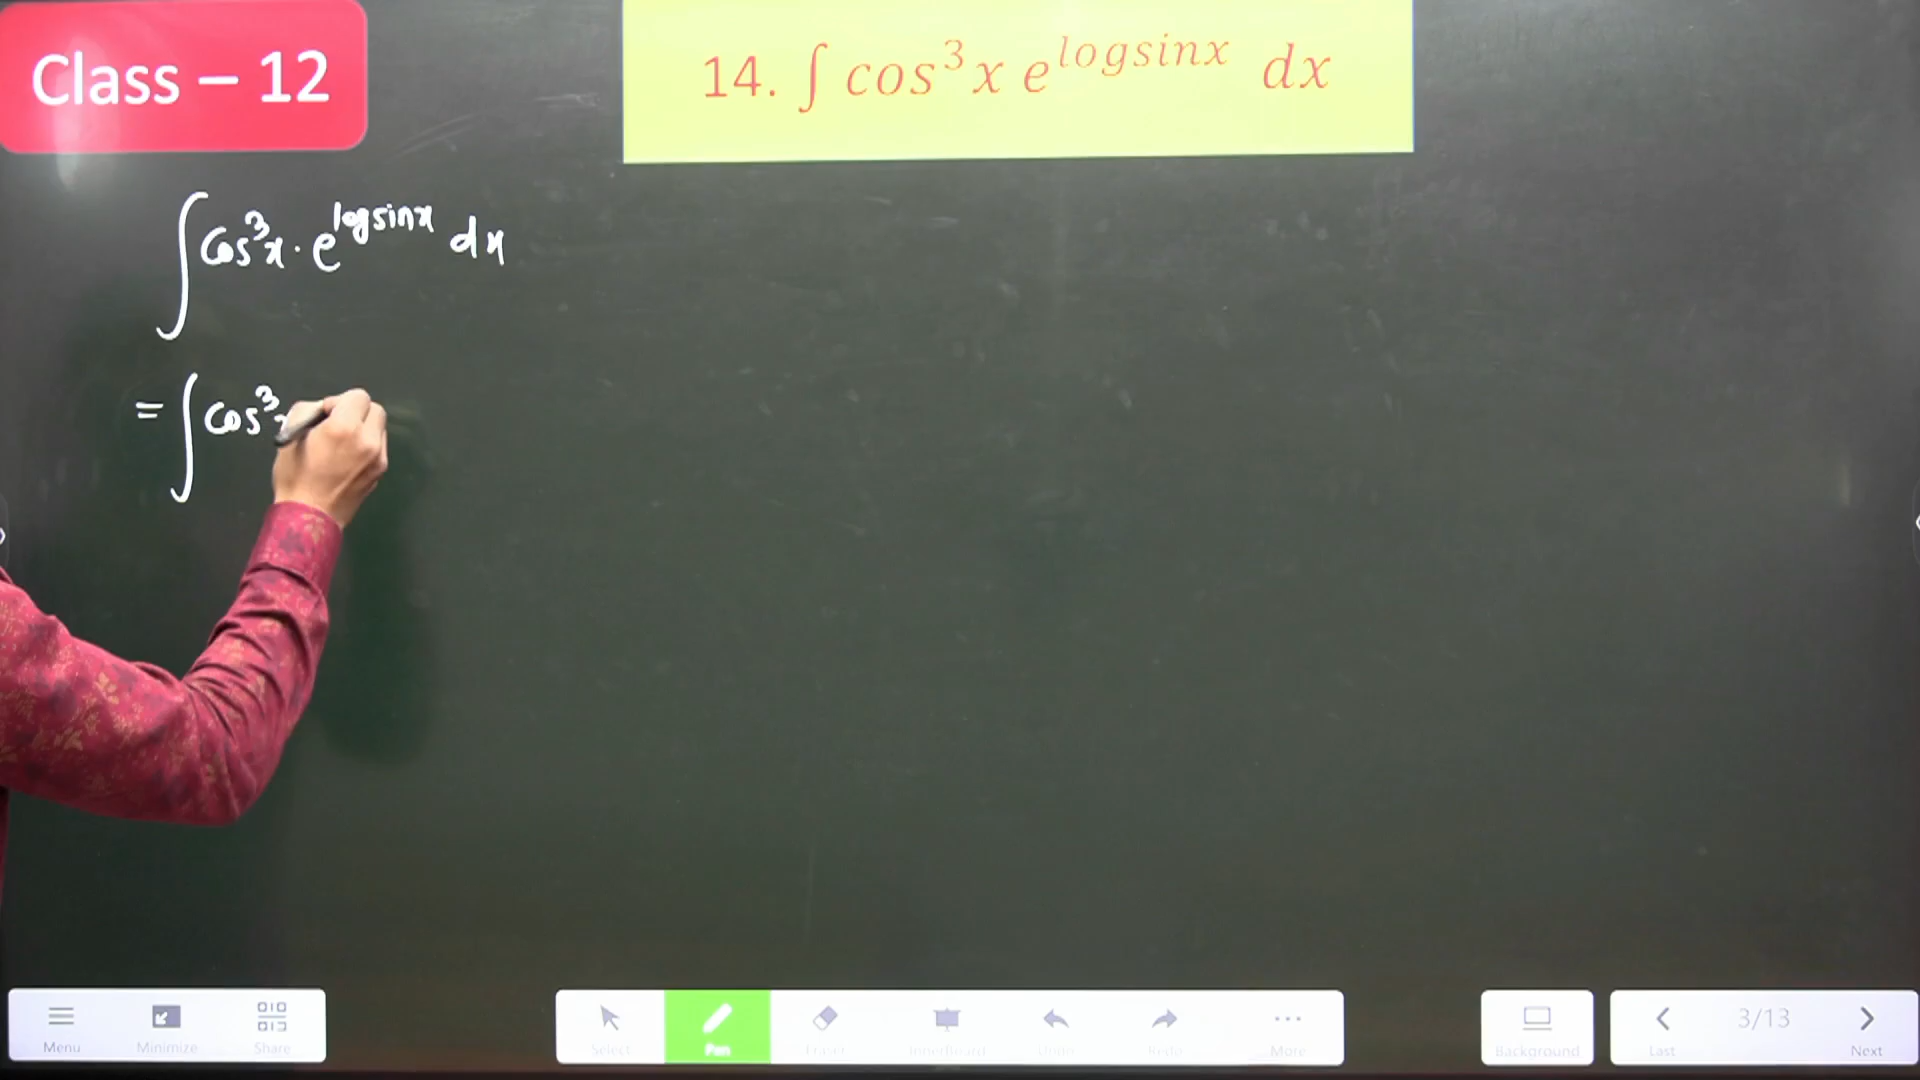 Class – 12
14. ∫ cos³x e^{logsinx} dx
∫ cos³x · e^{logsinx} dx
= ∫ cos³
Menu Minimize Share Select Pen Eraser InnerBoard Undo Redo More Background Last 3/13 Next